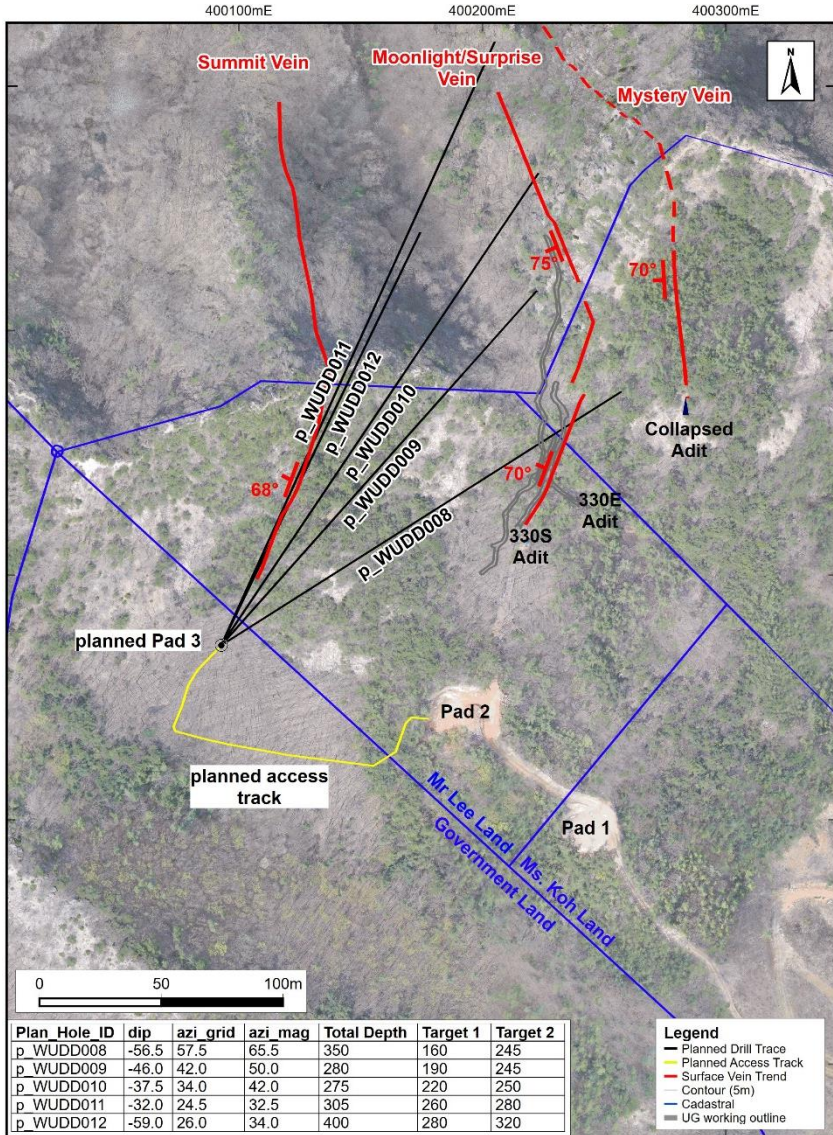 400100mE
400200mE
400300mE
N
Summit Vein
Moonlight/Surprise
Vein
Mystery Vein
75°
70°
Collapsed
Adit
p_WUDD011
p_WUDD012
p_WUDD010
p_WUDD009
p_WUDD008
68°
70°
330E
Adit
330S
Adit
planned Pad 3
Pad 2
planned access
track
Pad 1
Mr Lee Land
Government Land
Ms. Koh Land
0 50 100m
Plan_Hole_ID dip azi_grid azi_mag Total Depth Target 1 Target 2
p_WUDD008 -56.5 57.5 65.5 350 160 245
p_WUDD009 -46.0 42.0 50.0 280 190 245
p_WUDD010 -37.5 34.0 42.0 275 220 250
p_WUDD011 -32.0 24.5 32.5 305 260 280
p_WUDD012 -59.0 26.0 34.0 400 280 320
Legend
Planned Drill Trace
Planned Access Track
Surface Vein Trend
Contour (5m)
Cadastral
UG working outline